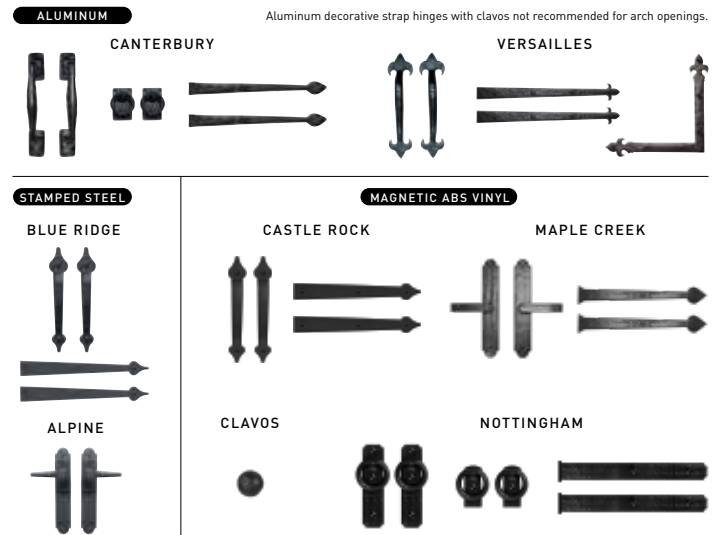 ALUMINUM
Aluminum decorative strap hinges with clavos not recommended for arch openings.
CANTERBURY
VERSAILLES
STAMPED STEEL
BLUE RIDGE
ALPINE
MAGNETIC ABS VINYL
CASTLE ROCK
MAPLE CREEK
CLAVOS
NOTTINGHAM